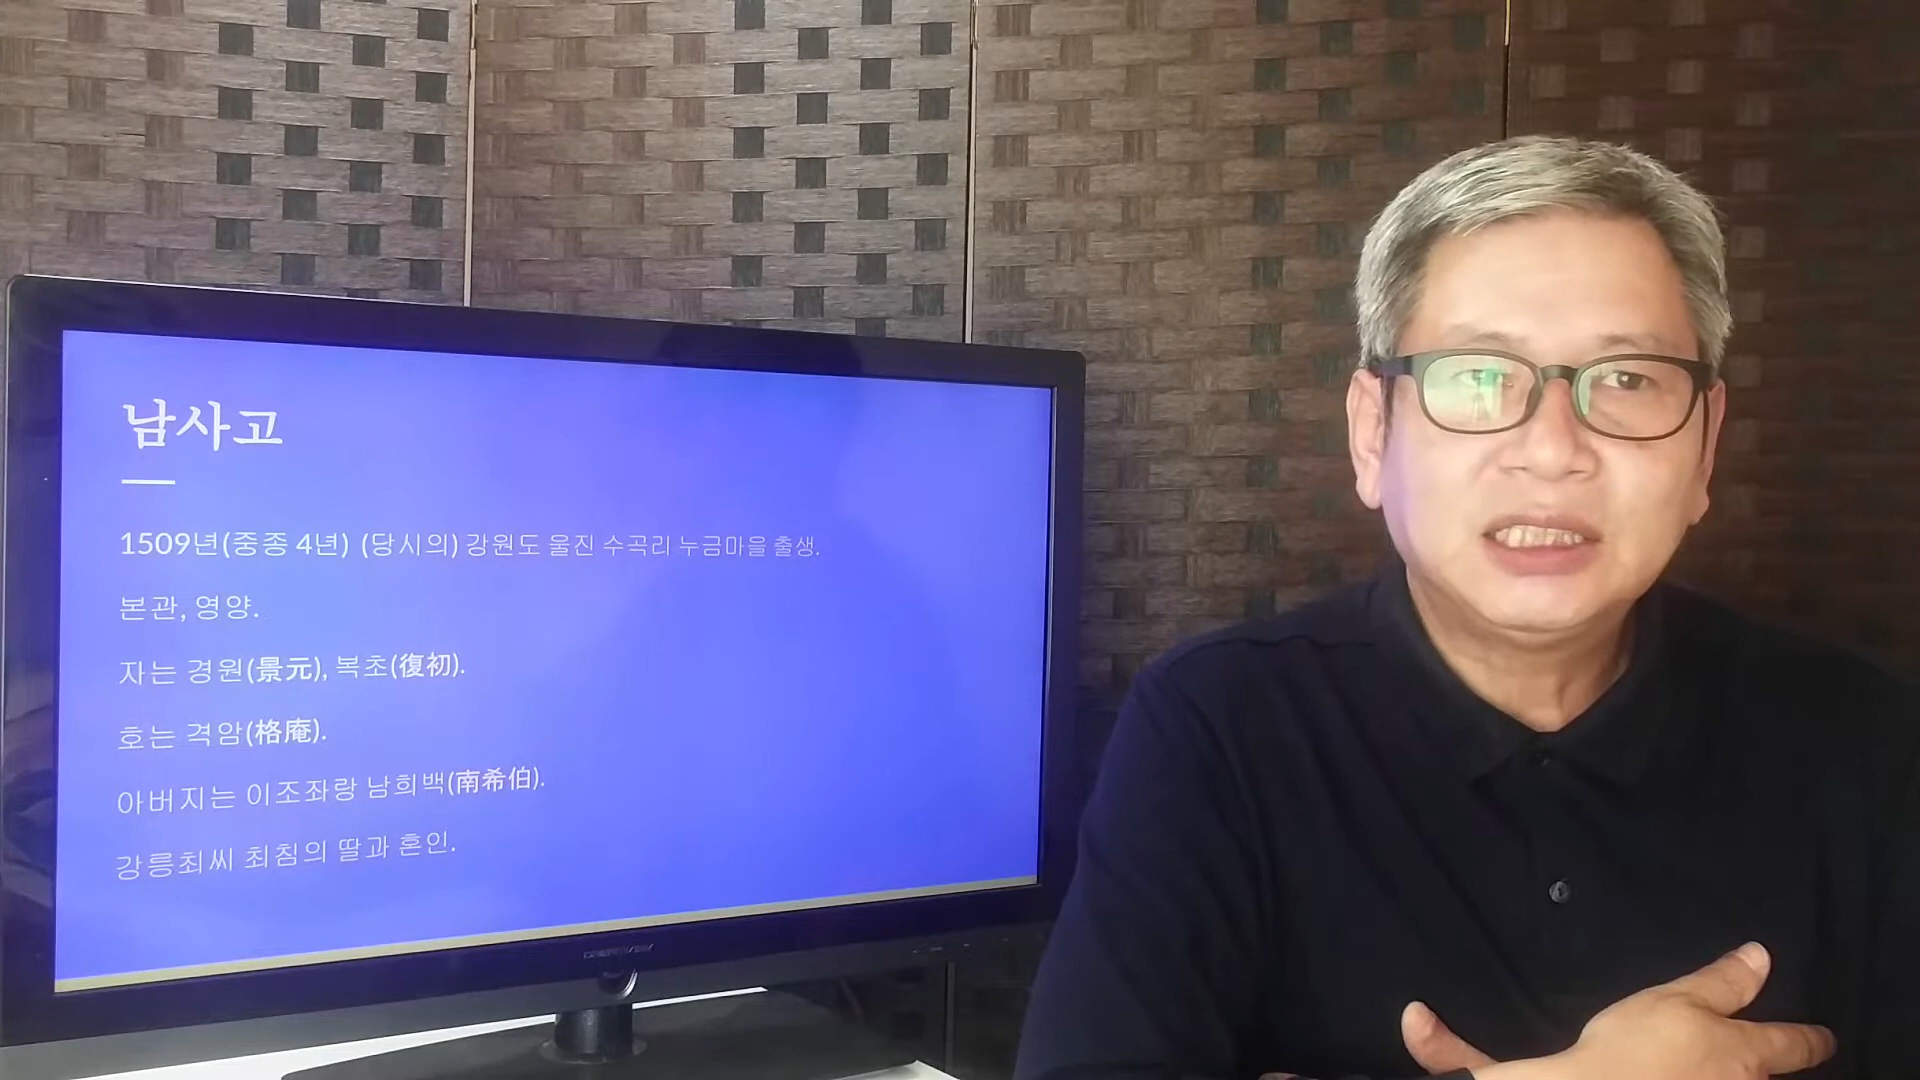 남사고
1509년(중종 4년) (당시의) 강원도 울진 수곡리 누금마을 출생.
본관, 영양.
자는 경원(景元), 복초(復初).
호는 격암(格庵).
아버지는 이조좌랑 남희백(南希伯).
강릉최씨 최침의 딸과 혼인.